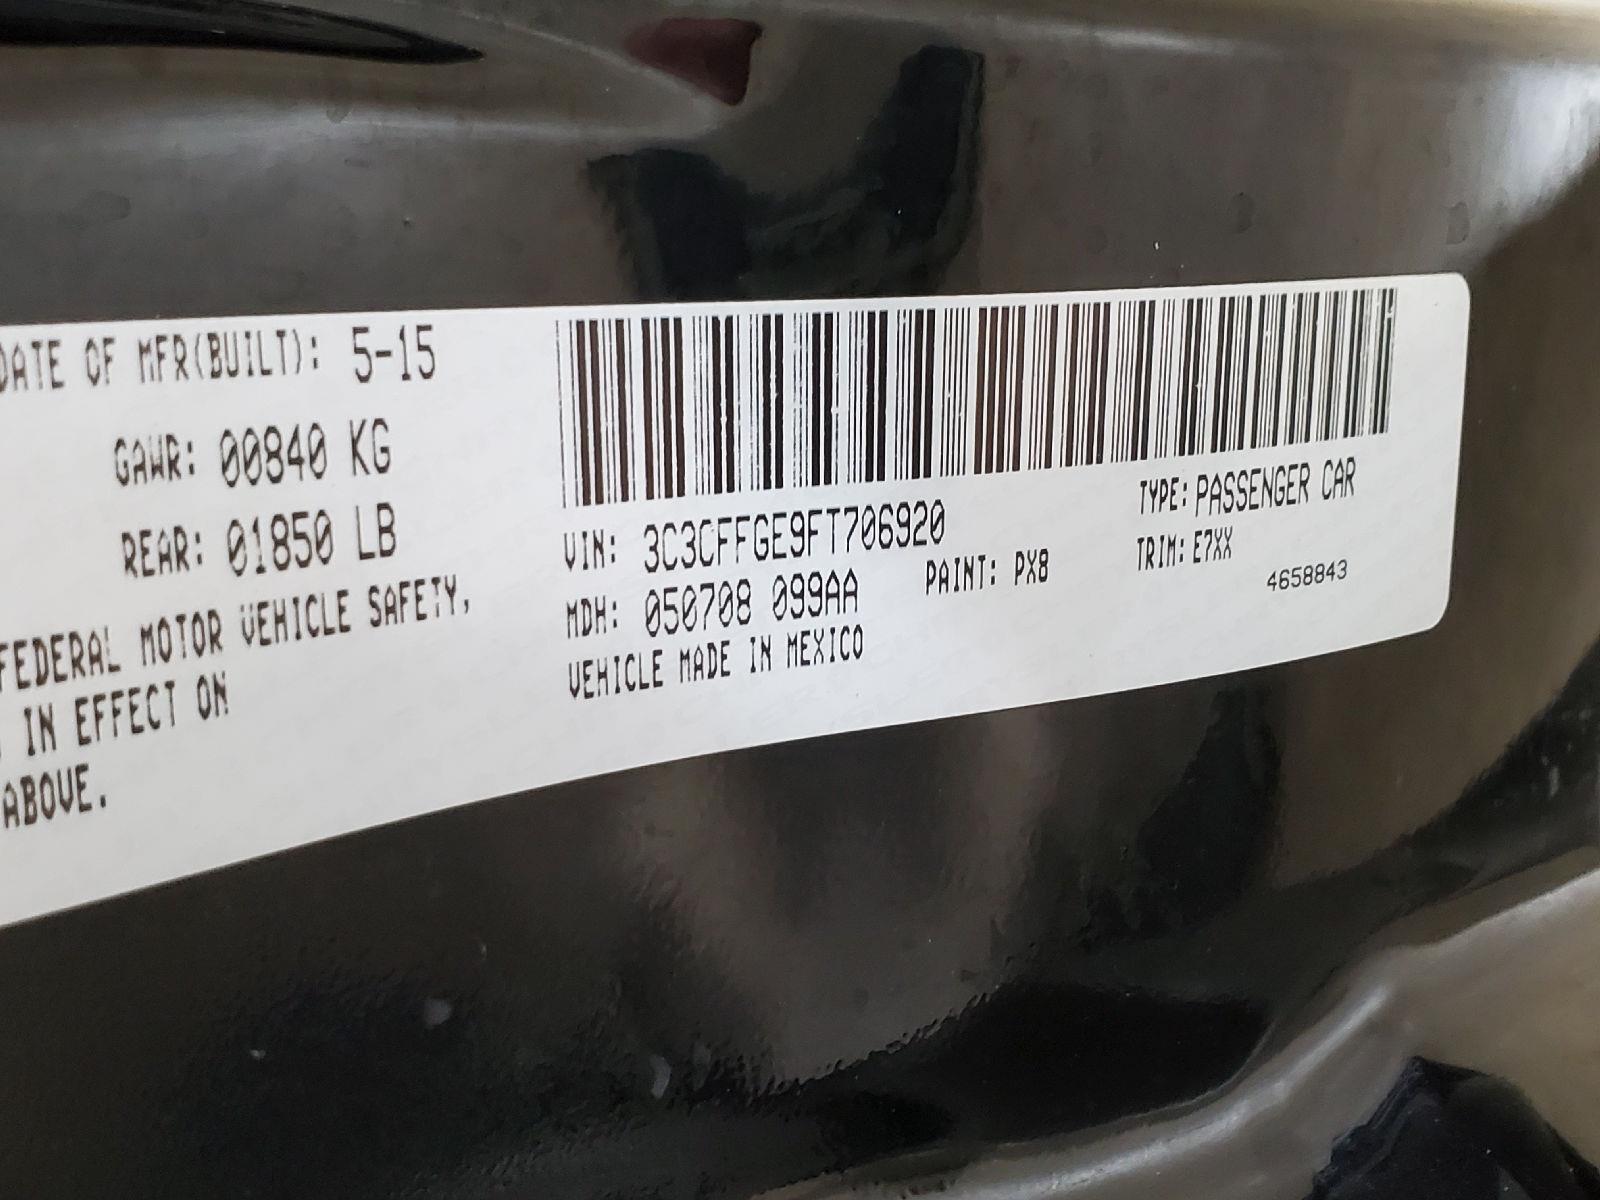 DATE OF MFR(BUILT): 5-15
GAWR: 00840 KG
REAR: 01850 LB
FEDERAL MOTOR VEHICLE SAFETY,
IN EFFECT ON
ABOVE.
VIN: 3C3CFFGE9FT706920
TYPE: PASSENGER CAR
MDH: 050708 099AA
PAINT: PX8
TRIM: E7XX
4658843
VEHICLE MADE IN MEXICO